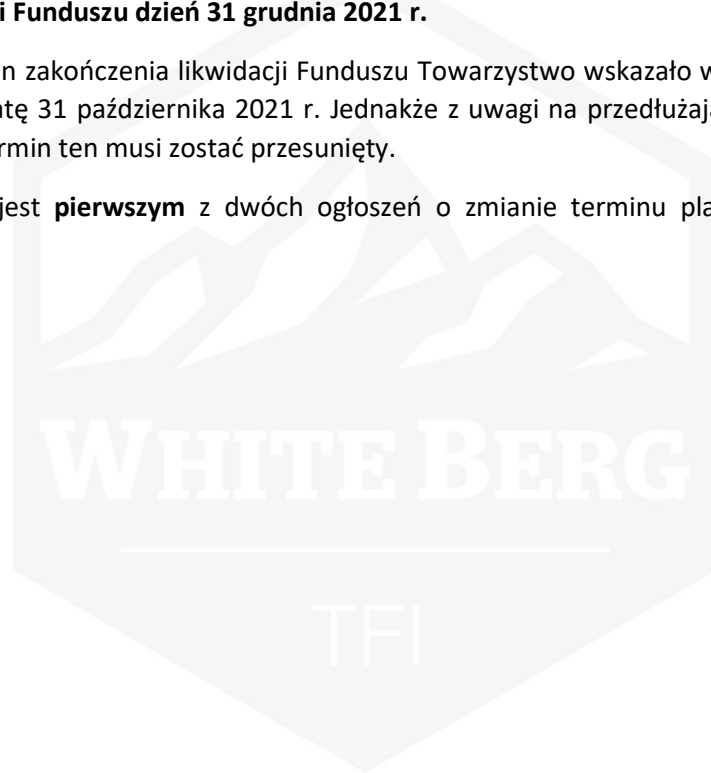 i Funduszu dzień 31 grudnia 2021 r.
n zakończenia likwidacji Funduszu Towarzystwo wskazało w
atę 31 października 2021 r. Jednakże z uwagi na przedłużają
rmin ten musi zostać przesunięty.
jest pierwszym z dwóch ogłoszeń o zmianie terminu pla
WHITE BERG
TFI